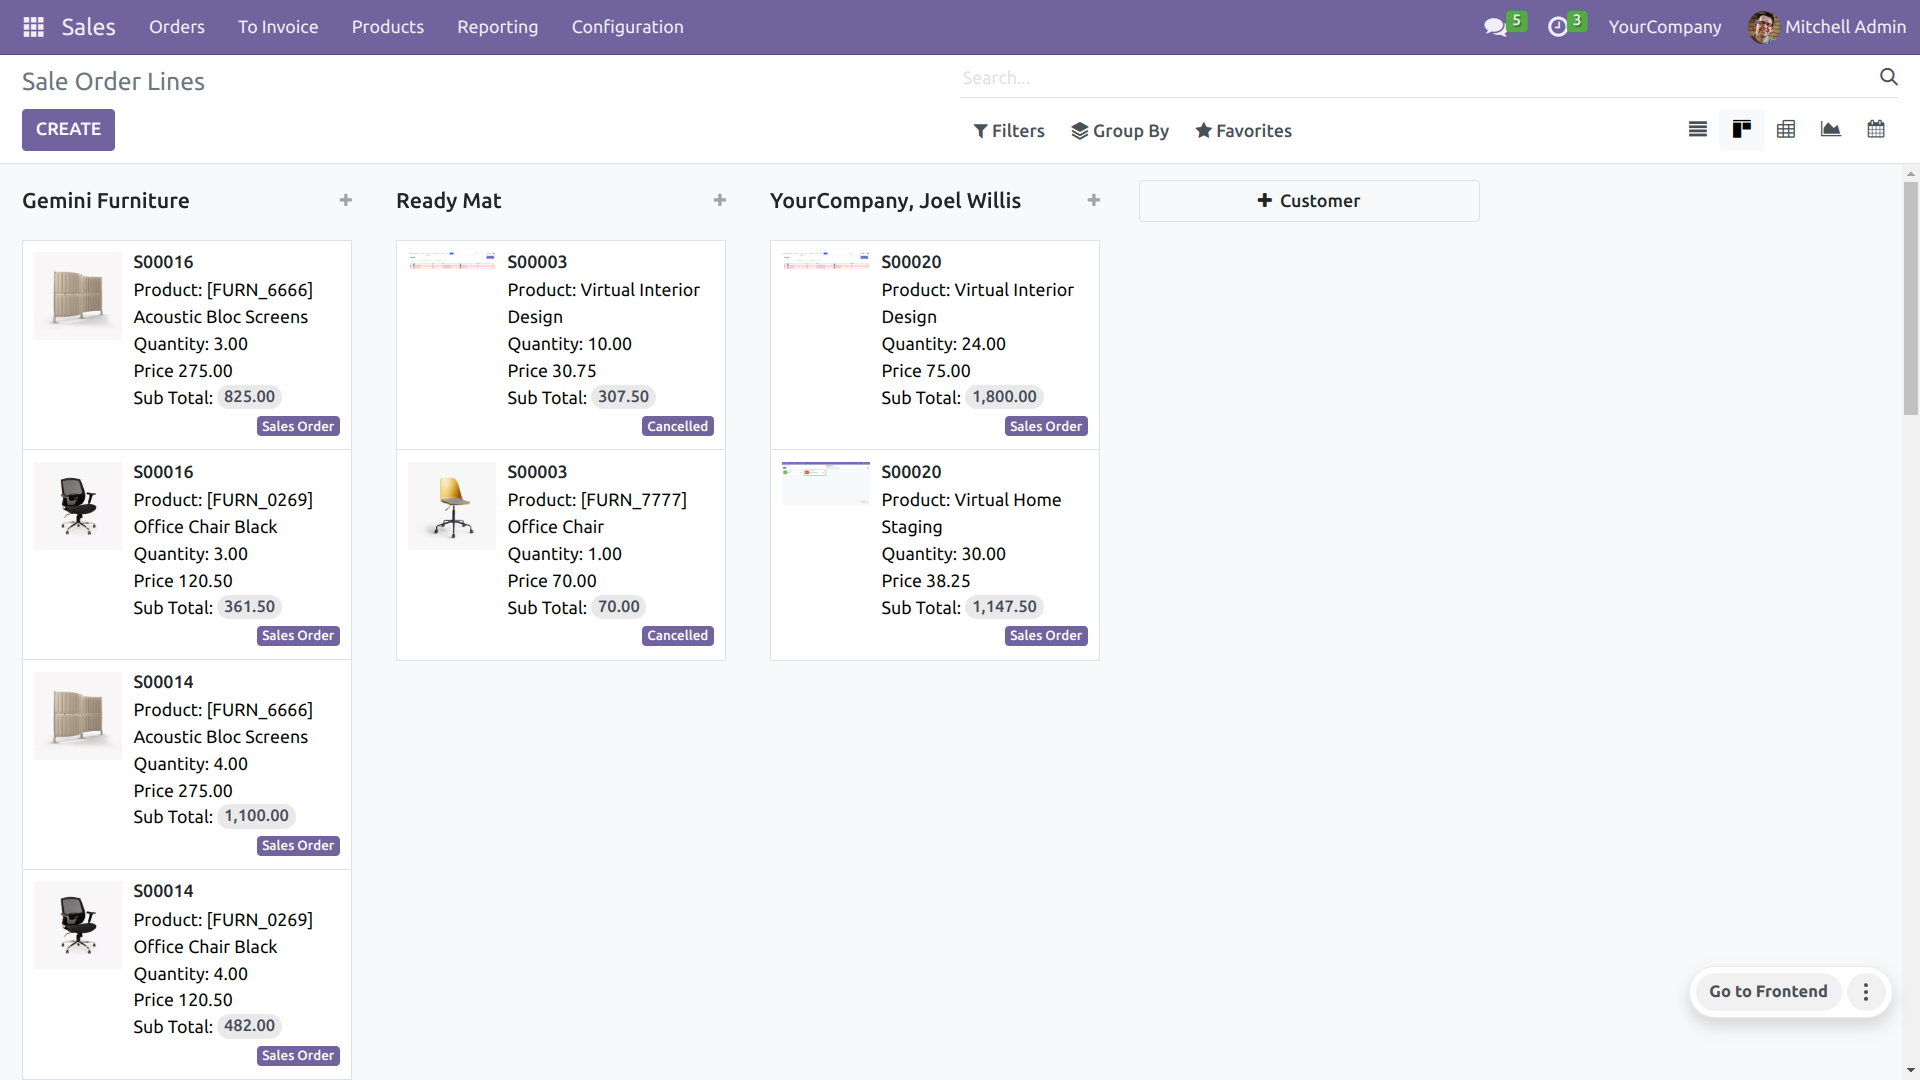 Sales
Orders
To Invoice
Products
Reporting
Configuration
5
3
YourCompany
Mitchell Admin
Sale Order Lines
Search...
CREATE
Filters
Group By
Favorites
Gemini Furniture
S00016
Product: [FURN_6666]
Acoustic Bloc Screens
Quantity: 3.00
Price 275.00
Sub Total: 825.00
Sales Order
S00016
Product: [FURN_0269]
Office Chair Black
Quantity: 3.00
Price 120.50
Sub Total: 361.50
Sales Order
S00014
Product: [FURN_6666]
Acoustic Bloc Screens
Quantity: 4.00
Price 275.00
Sub Total: 1,100.00
Sales Order
S00014
Product: [FURN_0269]
Office Chair Black
Quantity: 4.00
Price 120.50
Sub Total: 482.00
Sales Order
Ready Mat
S00003
Product: Virtual Interior
Design
Quantity: 10.00
Price 30.75
Sub Total: 307.50
Cancelled
S00003
Product: [FURN_7777]
Office Chair
Quantity: 1.00
Price 70.00
Sub Total: 70.00
Cancelled
YourCompany, Joel Willis
S00020
Product: Virtual Interior
Design
Quantity: 24.00
Price 75.00
Sub Total: 1,800.00
Sales Order
S00020
Product: Virtual Home
Staging
Quantity: 30.00
Price 38.25
Sub Total: 1,147.50
Sales Order
Customer
Go to Frontend